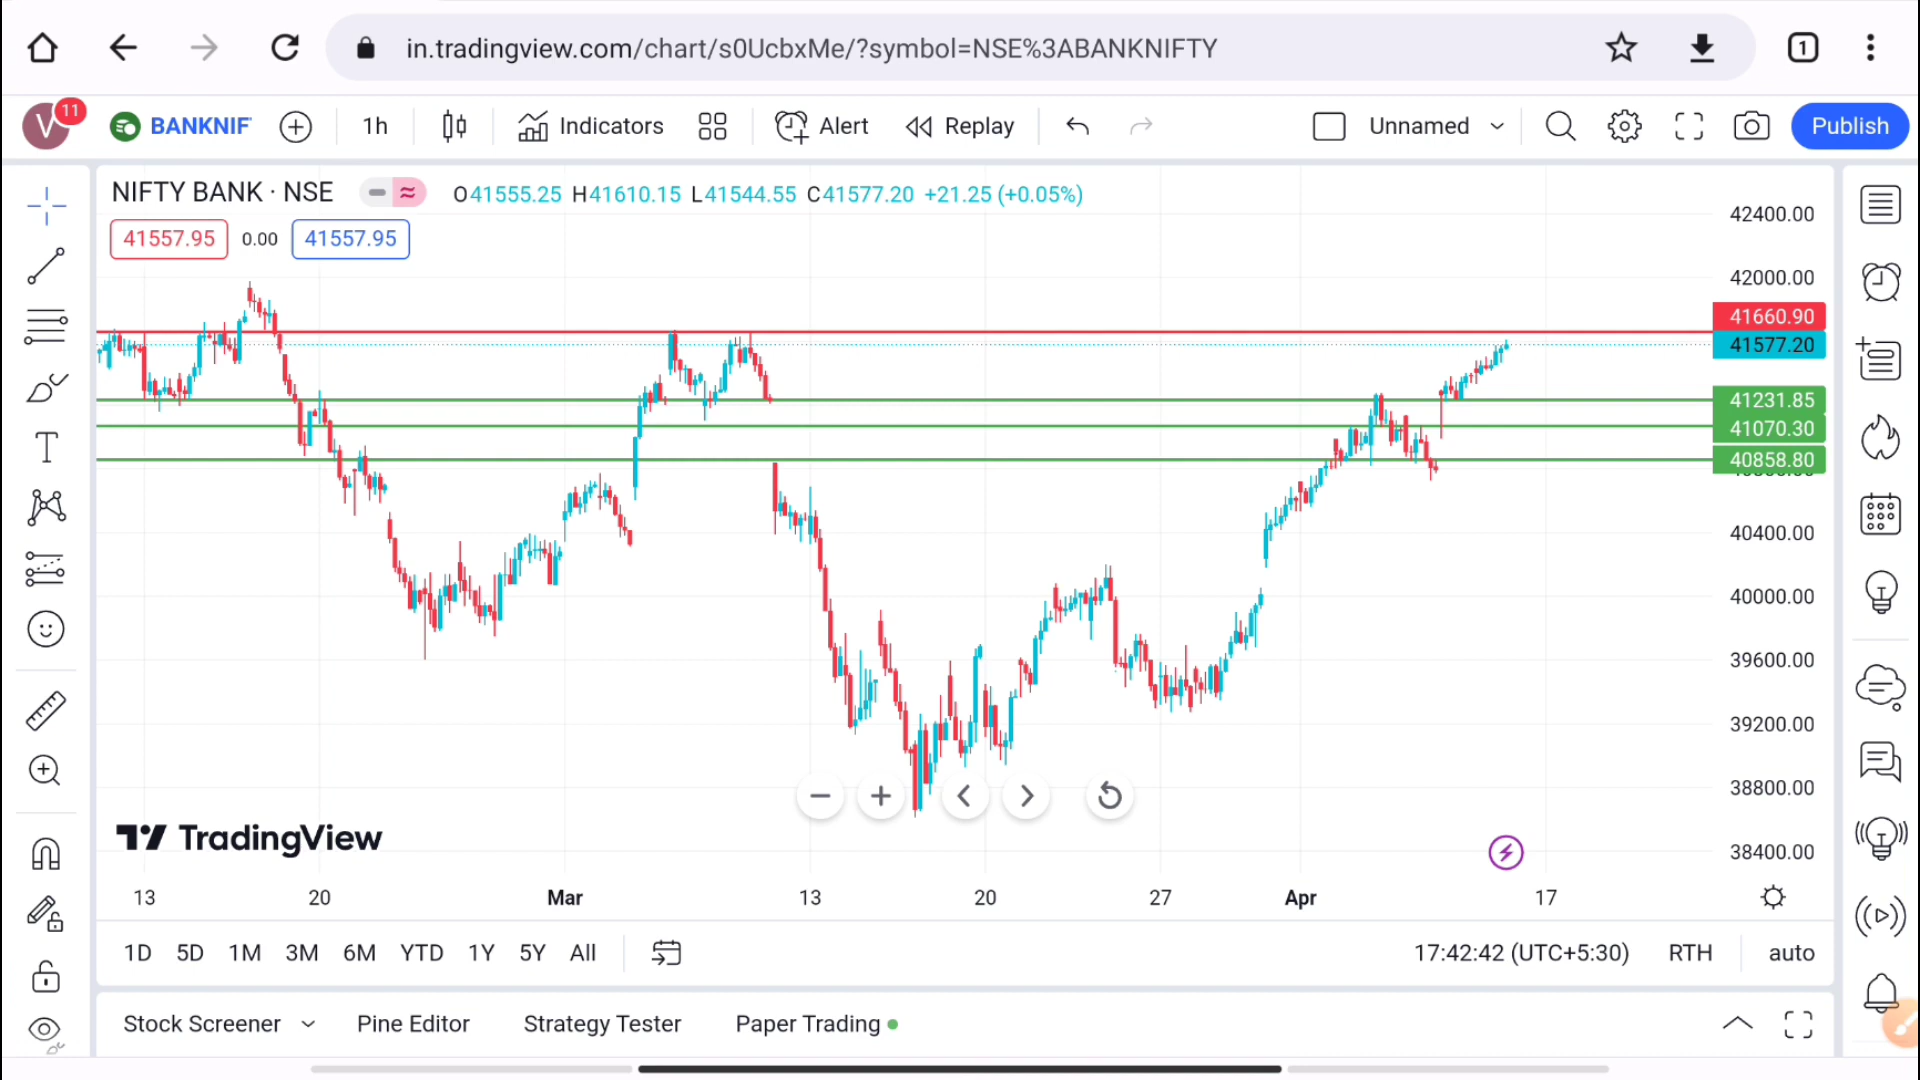 in.tradingview.com/chart/s0UcbxMe/?symbol=NSE%3ABANKNIFTY
1
V
11
BANKNIF
1h
Indicators
Alert
Replay
Unnamed
Publish
NIFTY BANK · NSE
O41555.25 H41610.15 L41544.55 C41577.20 +21.25 (+0.05%)
41557.95 0.00 41557.95
42400.00
42000.00
41660.90
41577.20
41231.85
41070.30
40858.80
40400.00
40000.00
39600.00
39200.00
38800.00
38400.00
TradingView
13 20 Mar 13 20 27 Apr 17
1D 5D 1M 3M 6M YTD 1Y 5Y All
17:42:42 (UTC+5:30) RTH auto
Stock Screener Pine Editor Strategy Tester Paper Trading